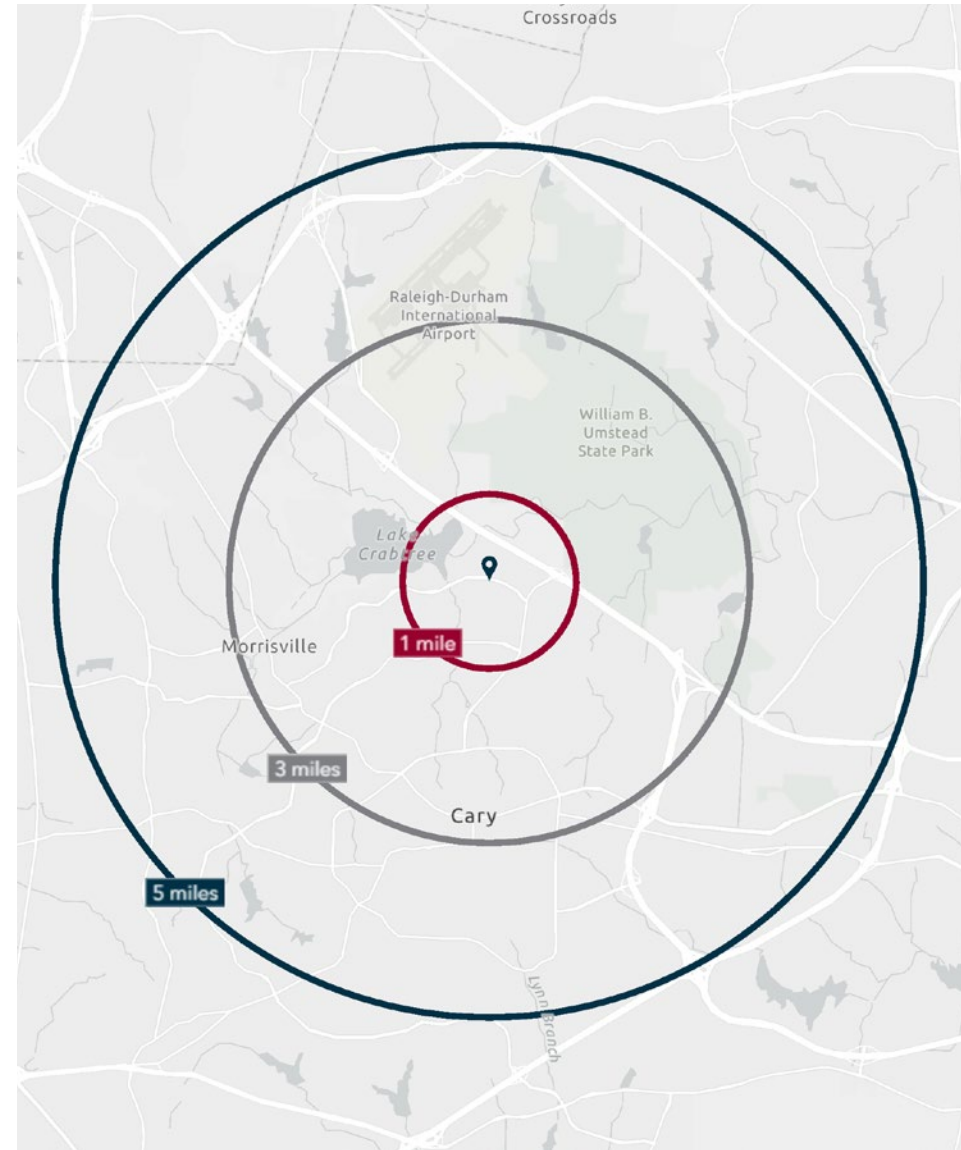 Crossroads
Raleigh-Durham
International
Airport
William B.
Umstead
State Park
Lake
Crabtree
1 mile
Morrisville
3 miles
Cary
5 miles
Lynn Branch